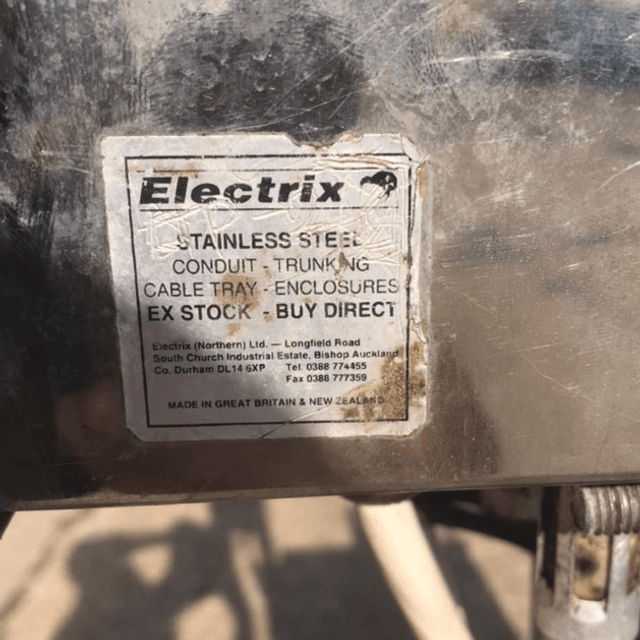 Electrix
STAINLESS STEEL
CONDUIT - TRUNKING
CABLE TRAY - ENCLOSURES
EX STOCK - BUY DIRECT
Electrix (Northern) Ltd. — Longfield Road
South Church Industrial Estate, Bishop Auckland
Co. Durham DL14 6XP Tel. 0388 774455
Fax 0388 777359
MADE IN GREAT BRITAIN & NEW ZEALAND